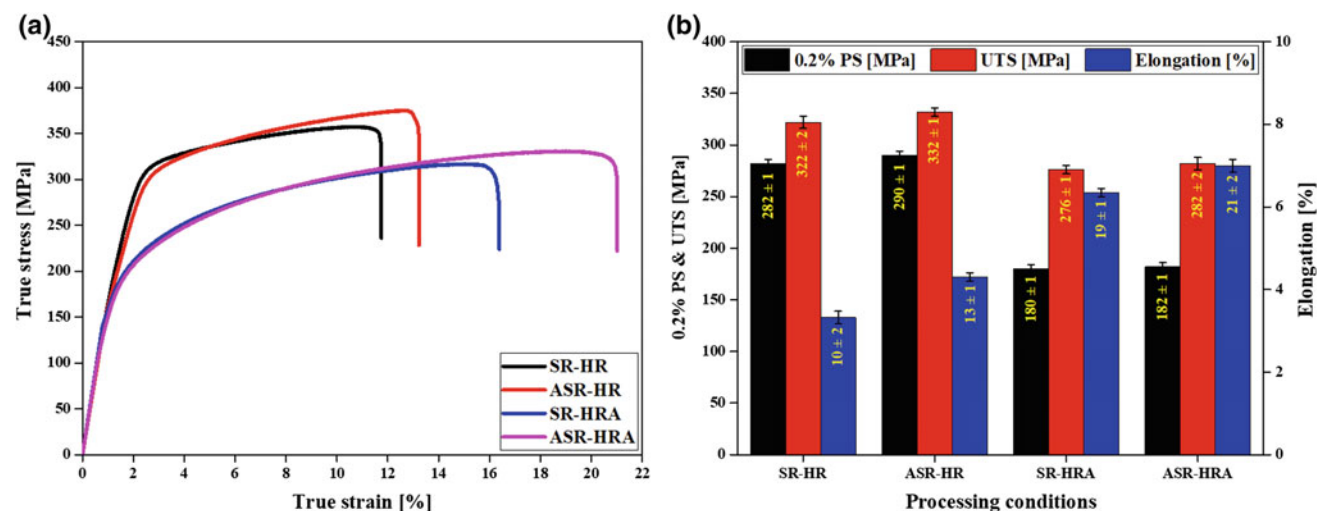 (a)
450
400
350
300
250
200
150
100
50
0
True stress [MPa]
0 2 4 6 8 10 12 14 16 18 20 22
True strain [%]
SR-HR
ASR-HR
SR-HRA
ASR-HRA
(b)
400
350
300
250
200
150
100
50
0
0.2% PS & UTS [MPa]
0.2% PS [MPa] UTS [MPa] Elongation [%]
282 ± 1
322 ± 2
10 ± 2
290 ± 1
332 ± 1
13 ± 1
180 ± 1
276 ± 1
19 ± 1
182 ± 1
282 ± 2
21 ± 2
10
8
6
4
2
0
Elongation [%]
SR-HR ASR-HR SR-HRA ASR-HRA
Processing conditions